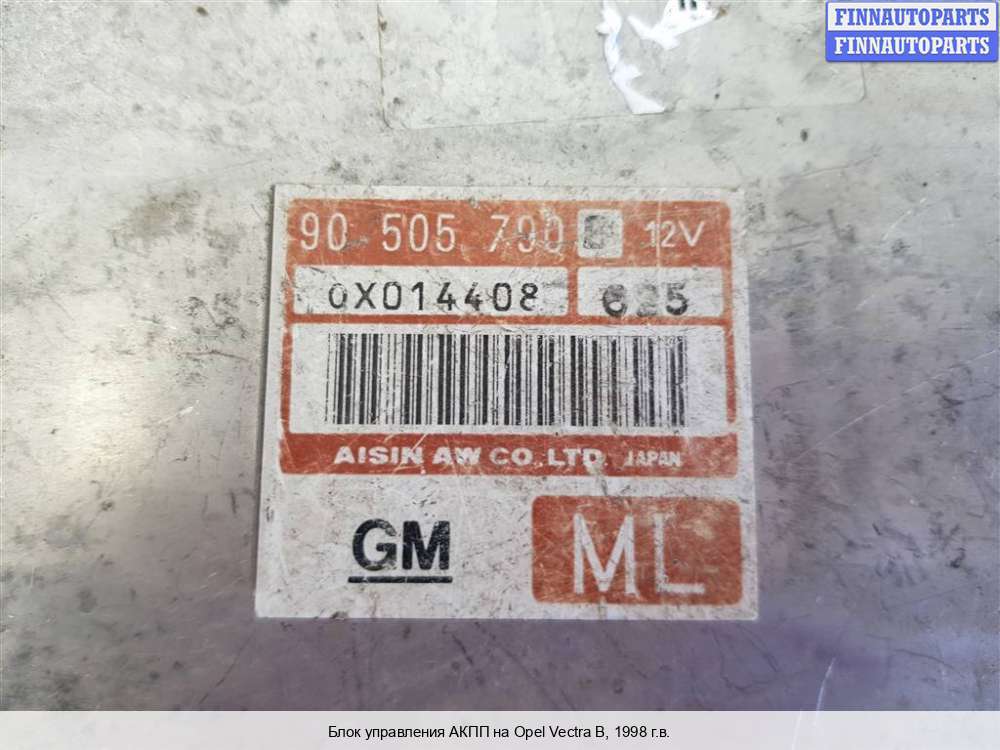 FINNAUTOPARTS
FINNAUTOPARTS
90 505 790 12V
0X014408 625
AISIN AW CO.,LTD. JAPAN
GM ML
Блок управления АКПП на Opel Vectra B, 1998 г.в.